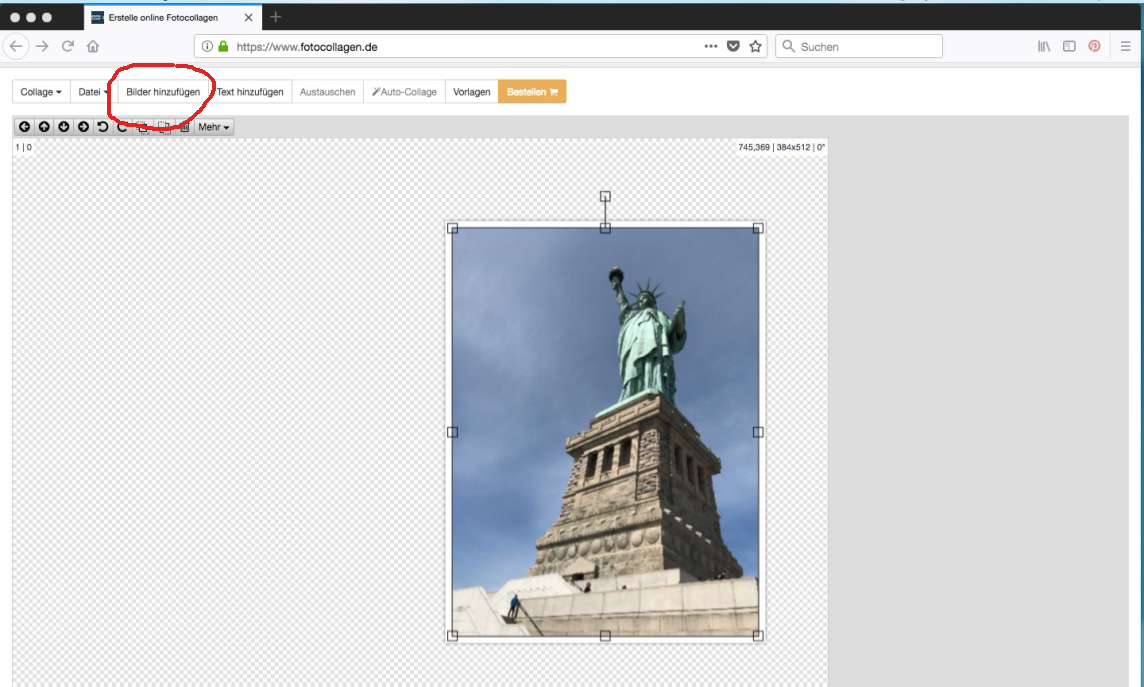 Erstelle online Fotocollagen
https://www.fotocollagen.de
Suchen
Collage
Datei
Bilder hinzufügen
Text hinzufügen
Austauschen
Auto-Collage
Vorlagen
Bestellen
Mehr
1 | 0
745,369 | 384x512 | 0°